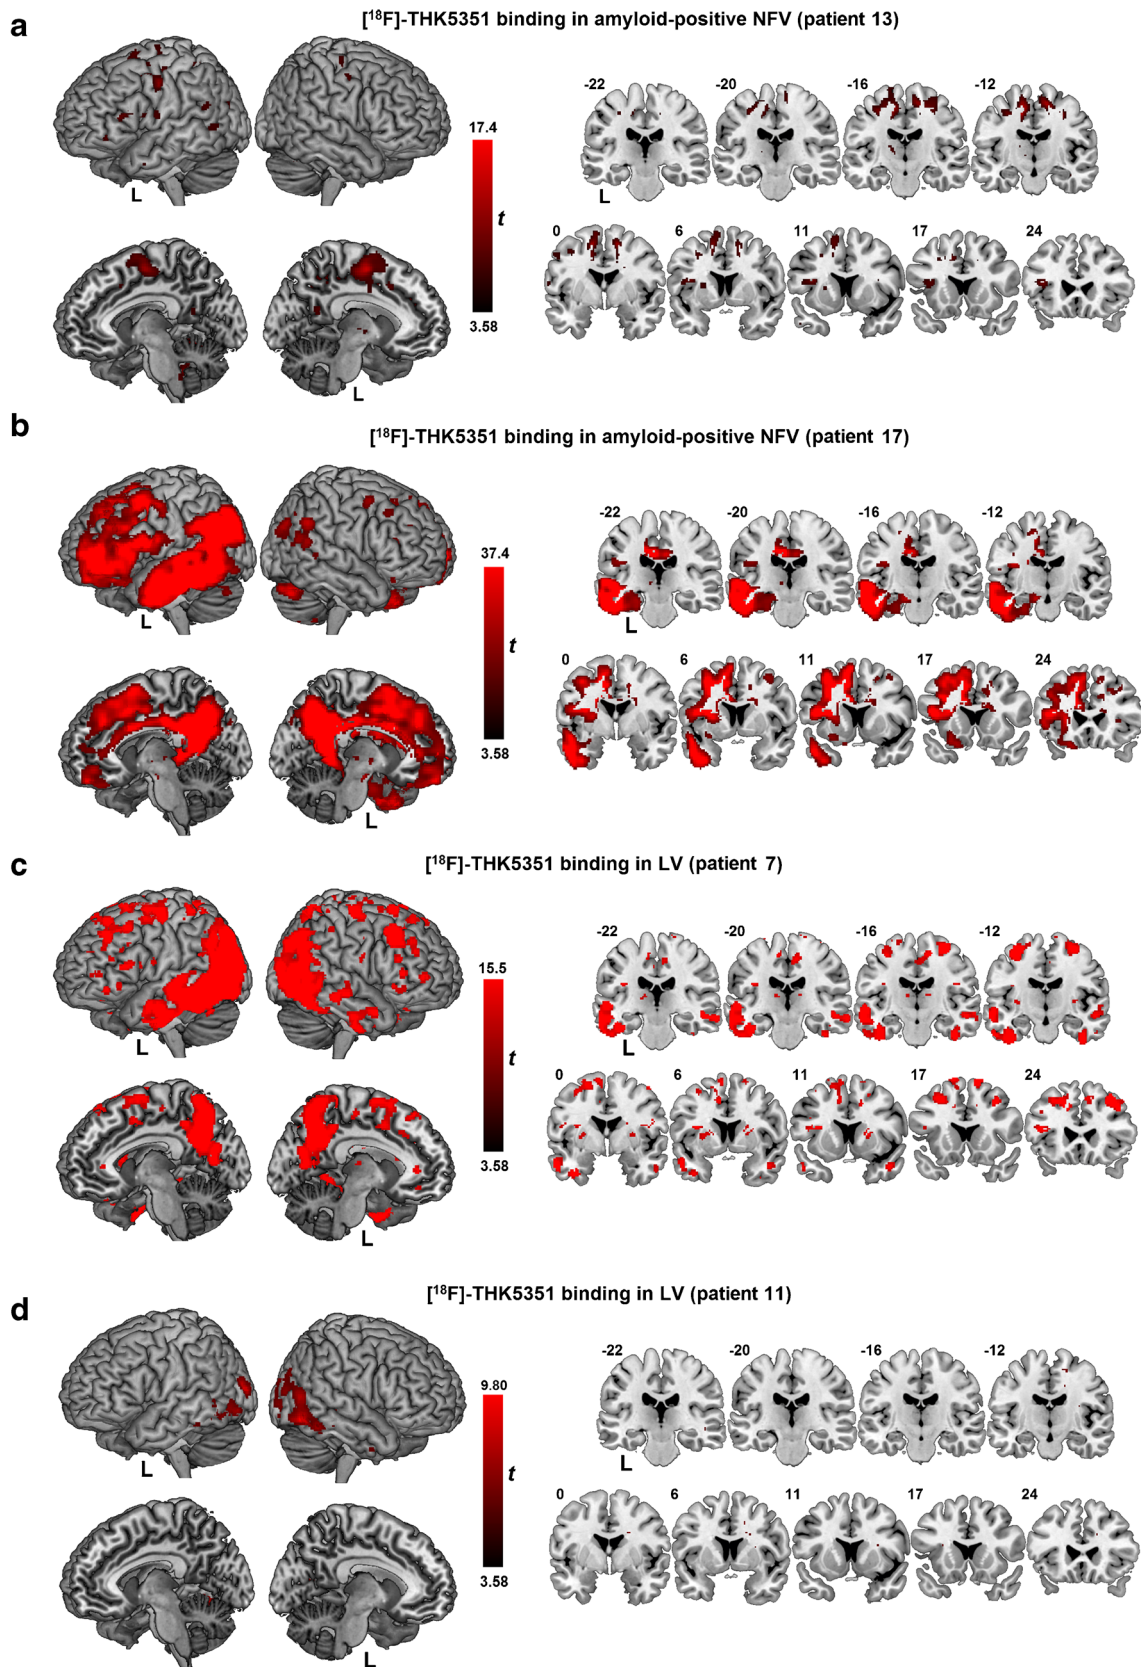 a
[18F]-THK5351 binding in amyloid-positive NFV (patient 13)
-22 -20 -16 -12
17.4
t
3.58
L
L
0 6 11 17 24
L
b
[18F]-THK5351 binding in amyloid-positive NFV (patient 17)
-22 -20 -16 -12
37.4
t
3.58
L
L
0 6 11 17 24
L
c
[18F]-THK5351 binding in LV (patient 7)
-22 -20 -16 -12
15.5
t
3.58
L
L
0 6 11 17 24
L
d
[18F]-THK5351 binding in LV (patient 11)
-22 -20 -16 -12
9.80
t
3.58
L
L
0 6 11 17 24
L